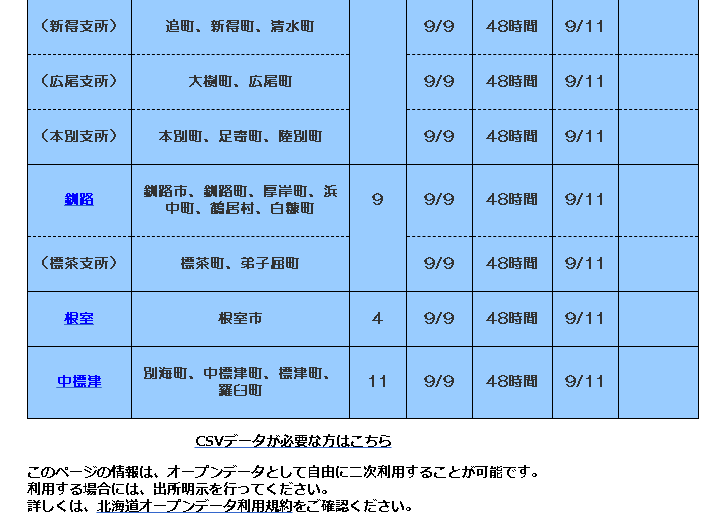 （新得支所） 追町、新得町、清水町 9/9 48時間 9/11
（広尾支所） 大樹町、広尾町 9/9 48時間 9/11
（本別支所） 本別町、足寄町、陸別町 9/9 48時間 9/11
釧路 釧路市、釧路町、厚岸町、浜 9 9/9 48時間 9/11
中町、鶴居村、白糠町
（標茶支所） 標茶町、弟子屈町 9/9 48時間 9/11
根室 根室市 4 9/9 48時間 9/11
中標津 別海町、中標津町、標津町、 11 9/9 48時間 9/11
羅臼町
CSVデータが必要な方はこちら
このページの情報は、オープンデータとして自由に二次利用することが可能です。
利用する場合には、出所明示を行ってください。
詳しくは、北海道オープンデータ利用規約をご確認ください。